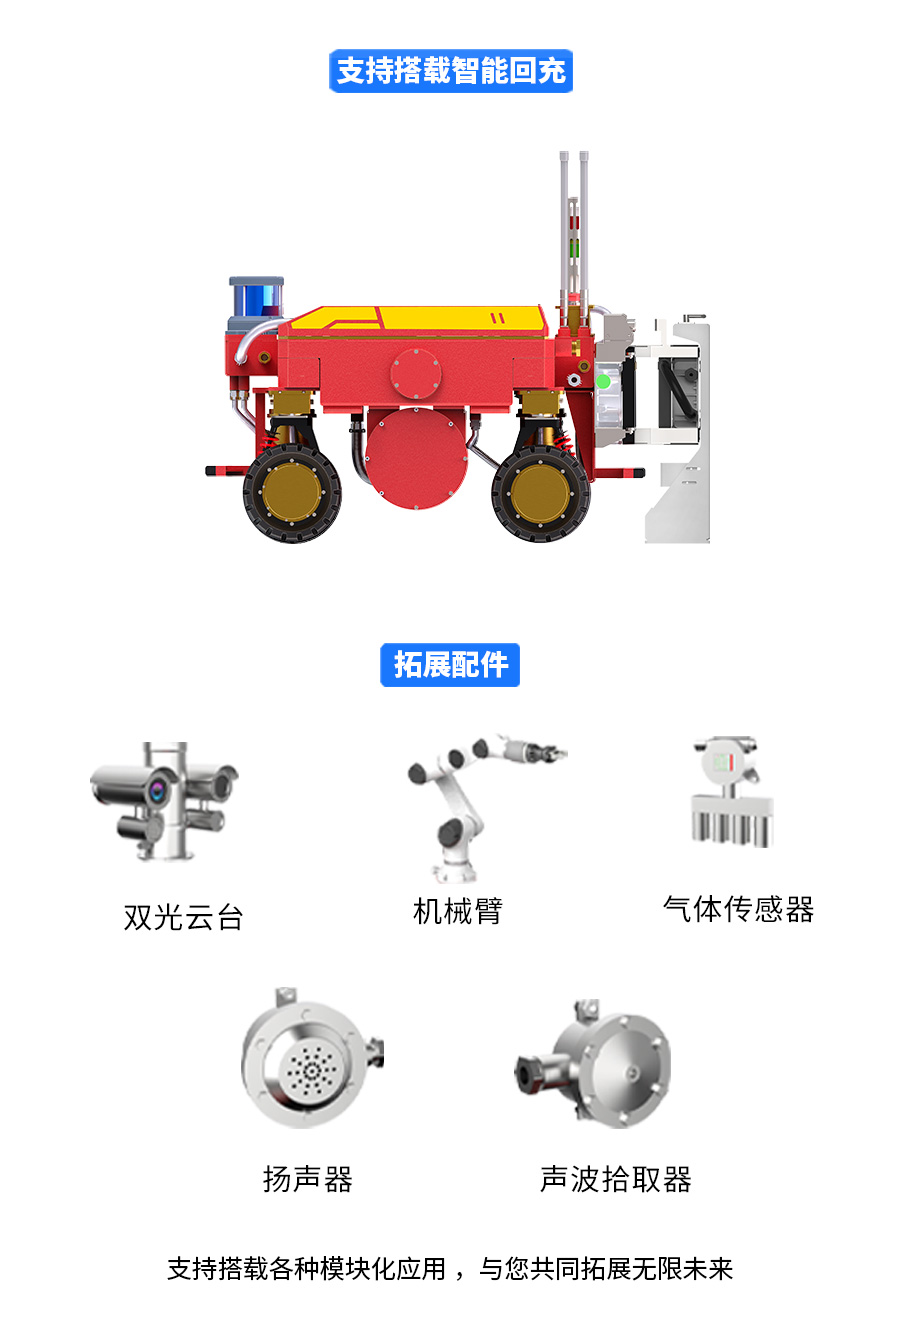 支持搭载智能回充
拓展配件
双光云台
机械臂
气体传感器
扬声器
声波拾取器
支持搭载各种模块化应用，与您共同拓展无限未来